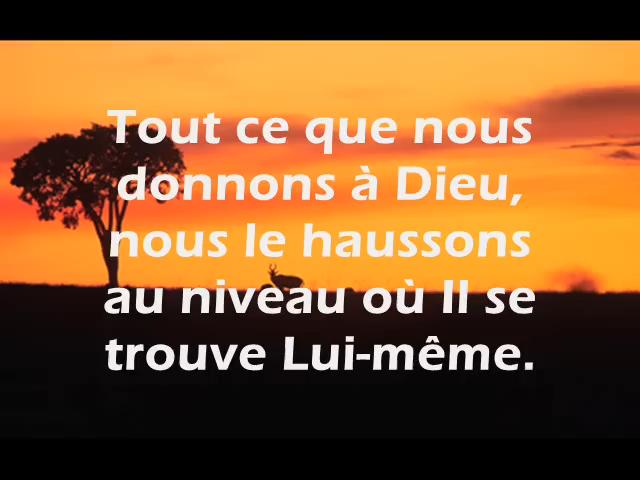 Tout ce que nous
donnons à Dieu,
nous le haussons
au niveau où Il se
trouve Lui-même.